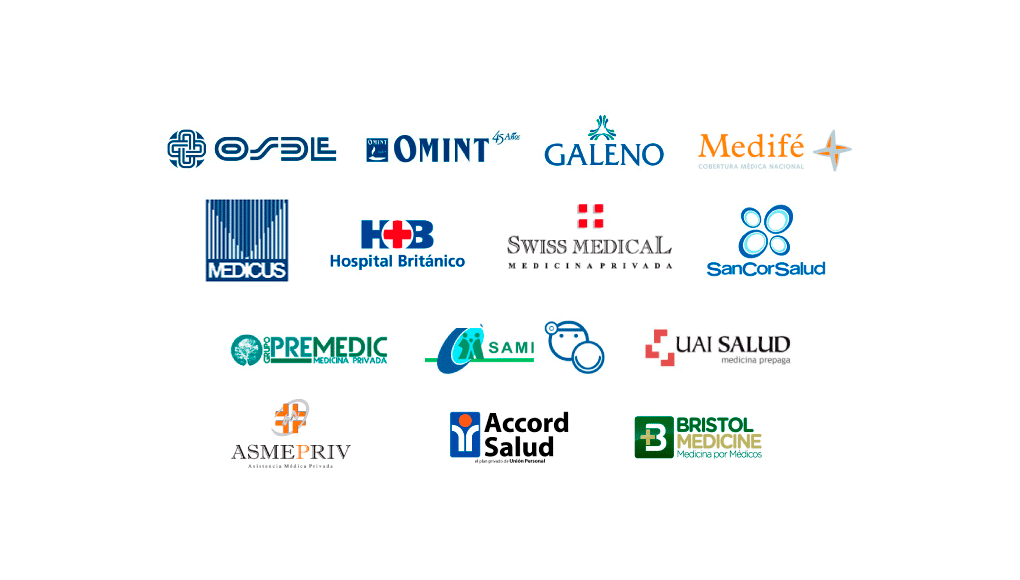 OSDE
OMINT
OMINT
45 Años
GALENO
Medifé
COBERTURA MÉDICA NACIONAL
MEDICUS
HB
Hospital Británico
SWISS MEDICAL
MEDICINA PRIVADA
SanCorSalud
GRUPO
PREMEDIC
MEDICINA PRIVADA
SAMI
UAI SALUD
medicina prepaga
ASMEPRIV
Asistencia Médica Privada
Accord
Salud
el plan privado de Unión Personal
B
BRISTOL
MEDICINE
Medicina por Médicos